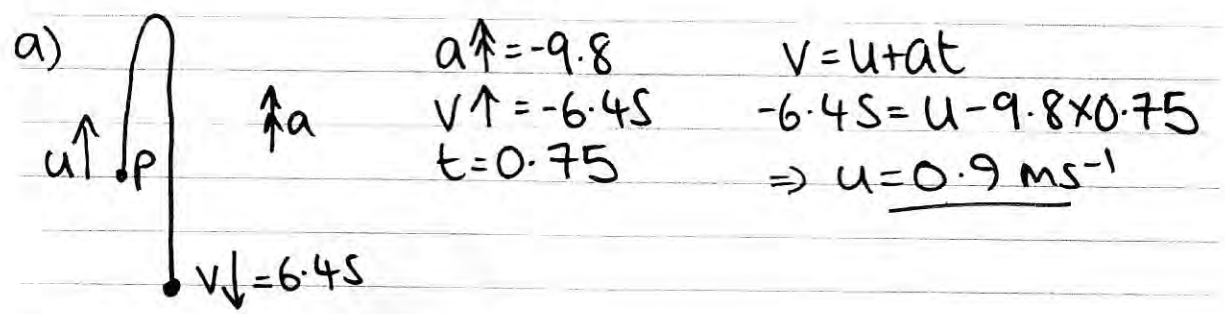 a)
u↑ .P
↟a
v↓=6.45
a↟=-9.8
v↑=-6.45
t=0.75
v=u+at
-6.45=u-9.8×0.75
⇒ u=0.9 ms⁻¹